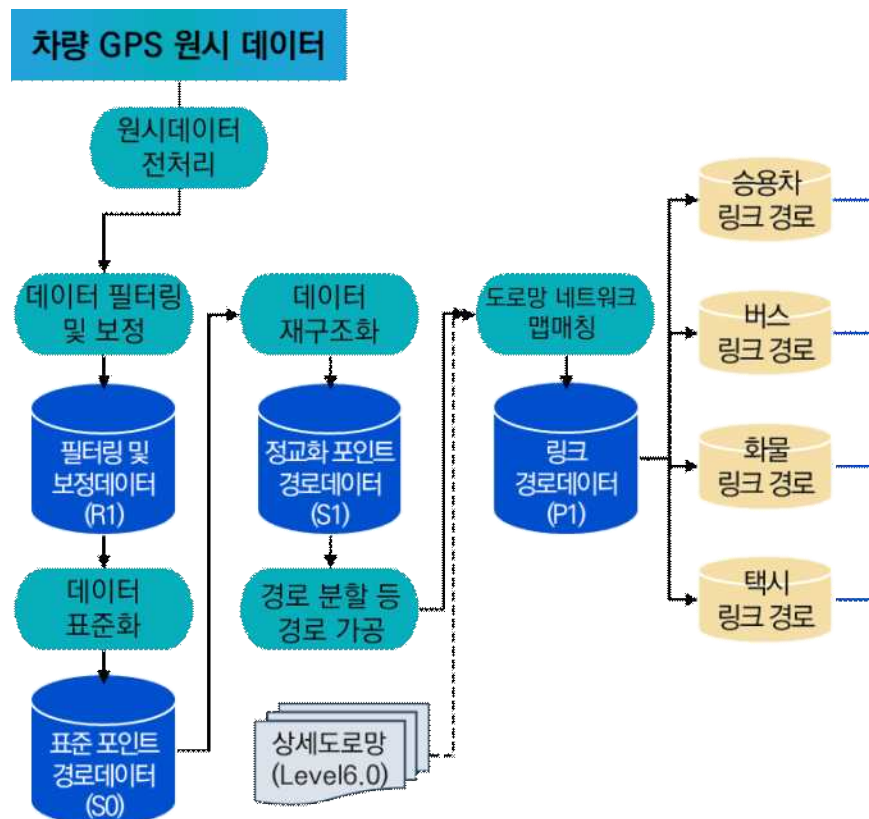 차량 GPS 원시 데이터
원시데이터
전처리
데이터 필터링
및 보정
필터링 및
보정데이터
(R1)
데이터
표준화
표준 포인트
경로데이터
(S0)
데이터
재구조화
정교화 포인트
경로데이터
(S1)
경로 분할 등
경로 가공
상세도로망
(Level6.0)
도로망 네트워크
맵매칭
링크
경로데이터
(P1)
승용차
링크 경로
버스
링크 경로
화물
링크 경로
택시
링크 경로